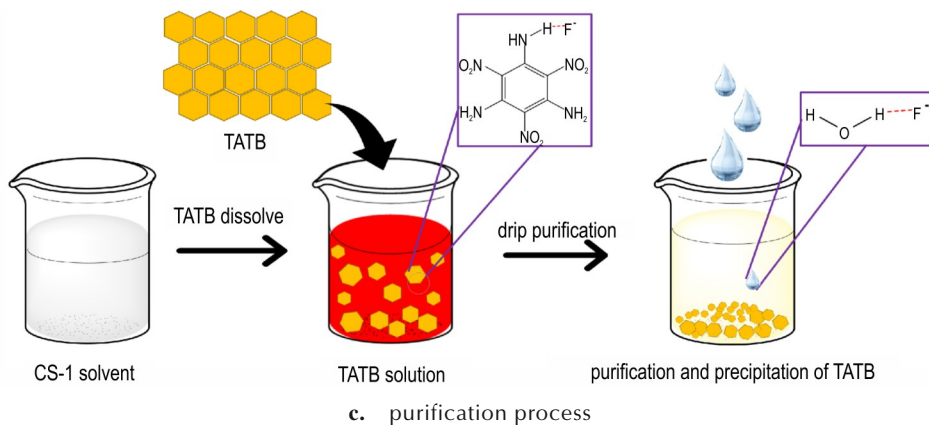 TATB
HN H F-
O2N NO2
H2N NH2
NO2
H O H F-
TATB dissolve
drip purification
CS-1 solvent
TATB solution
purification and precipitation of TATB
c. purification process